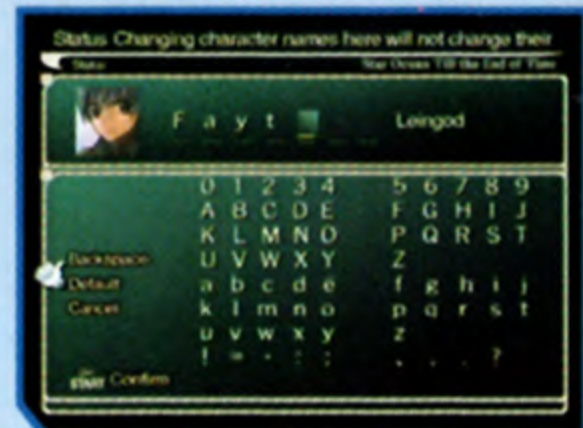 Status Changing character names here will not change their
Status Star Ocean Till the End of Time
F a y t Leingod
0 1 2 3 4 5 6 7 8 9
A B C D E F G H I J
K L M N O P Q R S T
Backspace U V W X Y Z
Default a b c d e f g h i j
Cancel k l m n o p q r s t
u v w x y z
! : ; , . ?
START Confirm